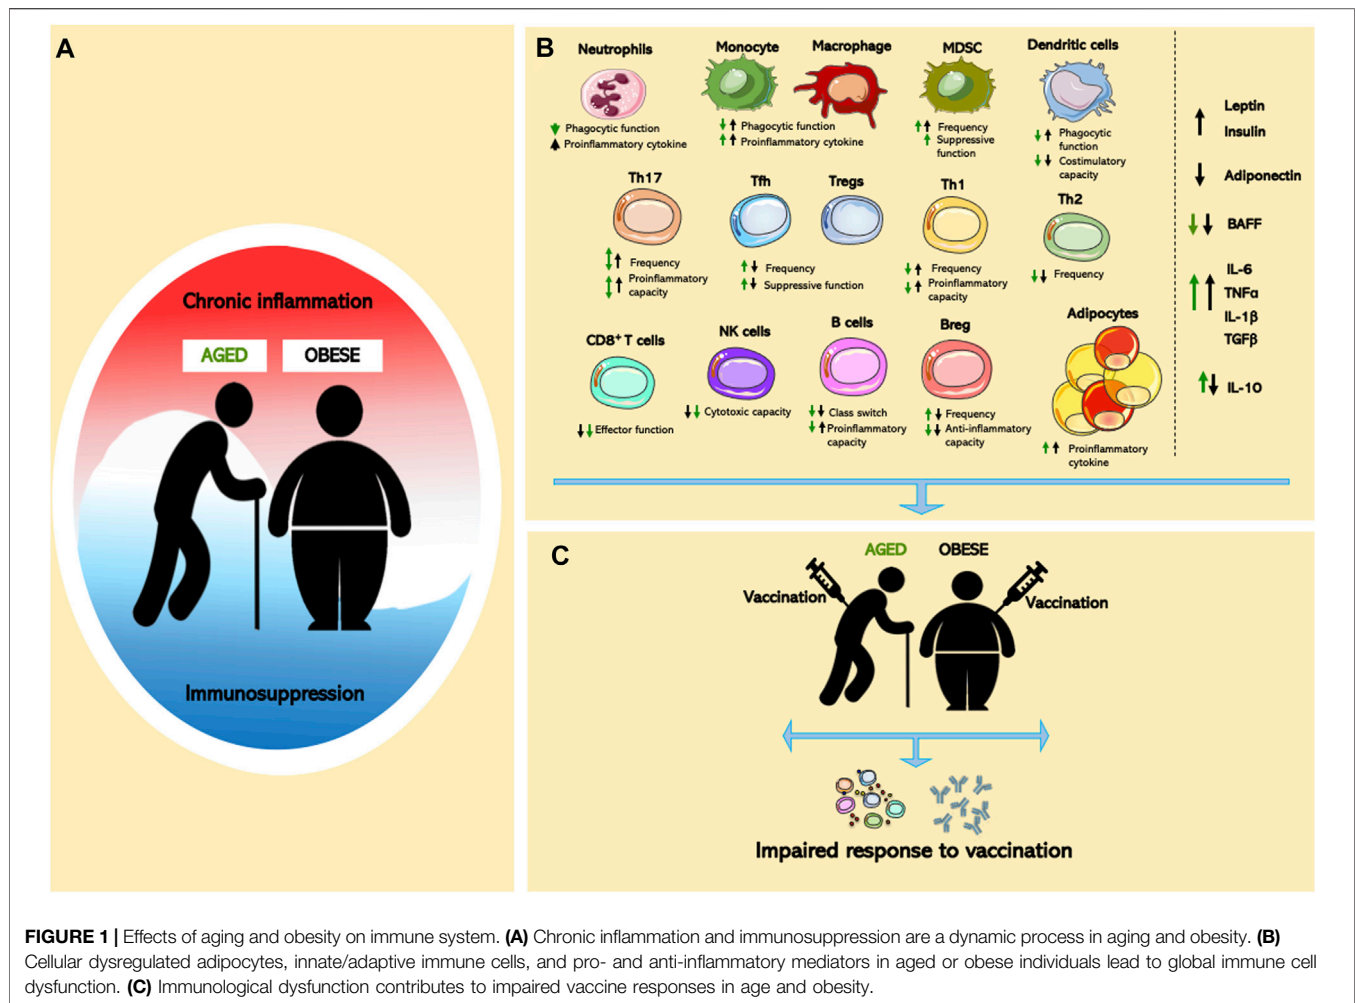 A
Chronic inflammation
AGED
OBESE
Immunosuppression
B
Neutrophils
Phagocytic function
Proinflammatory cytokine
Monocyte
Macrophage
↓↑ Phagocytic function
↑↑ Proinflammatory cytokine
MDSC
↑↑ Frequency
↑ Suppressive
function
Dendritic cells
↓↑ Phagocytic
function
↓↓ Costimulatory
capacity
Th17
↕↑ Frequency
↕↑ Proinflammatory
capacity
Tfh
Tregs
↑↓ Frequency
↑↓ Suppressive function
Th1
↓↑ Frequency
↓↑ Proinflammatory
capacity
Th2
↓↓ Frequency
CD8⁺ T cells
↓↓ Effector function
NK cells
↓↓ Cytotoxic capacity
B cells
↓↓ Class switch
↓↑ Proinflammatory
capacity
Breg
↑↓ Frequency
↓↓ Anti-inflammatory
capacity
Adipocytes
↑↑ Proinflammatory
cytokine
↑ Leptin
Insulin
↓ Adiponectin
↓↓ BAFF
↑↑ IL-6
TNFα
IL-1β
TGFβ
↑↓ IL-10
C
AGED
OBESE
Vaccination
Vaccination
Impaired response to vaccination
FIGURE 1 | Effects of aging and obesity on immune system. (A) Chronic inflammation and immunosuppression are a dynamic process in aging and obesity. (B)
Cellular dysregulated adipocytes, innate/adaptive immune cells, and pro- and anti-inflammatory mediators in aged or obese individuals lead to global immune cell
dysfunction. (C) Immunological dysfunction contributes to impaired vaccine responses in age and obesity.